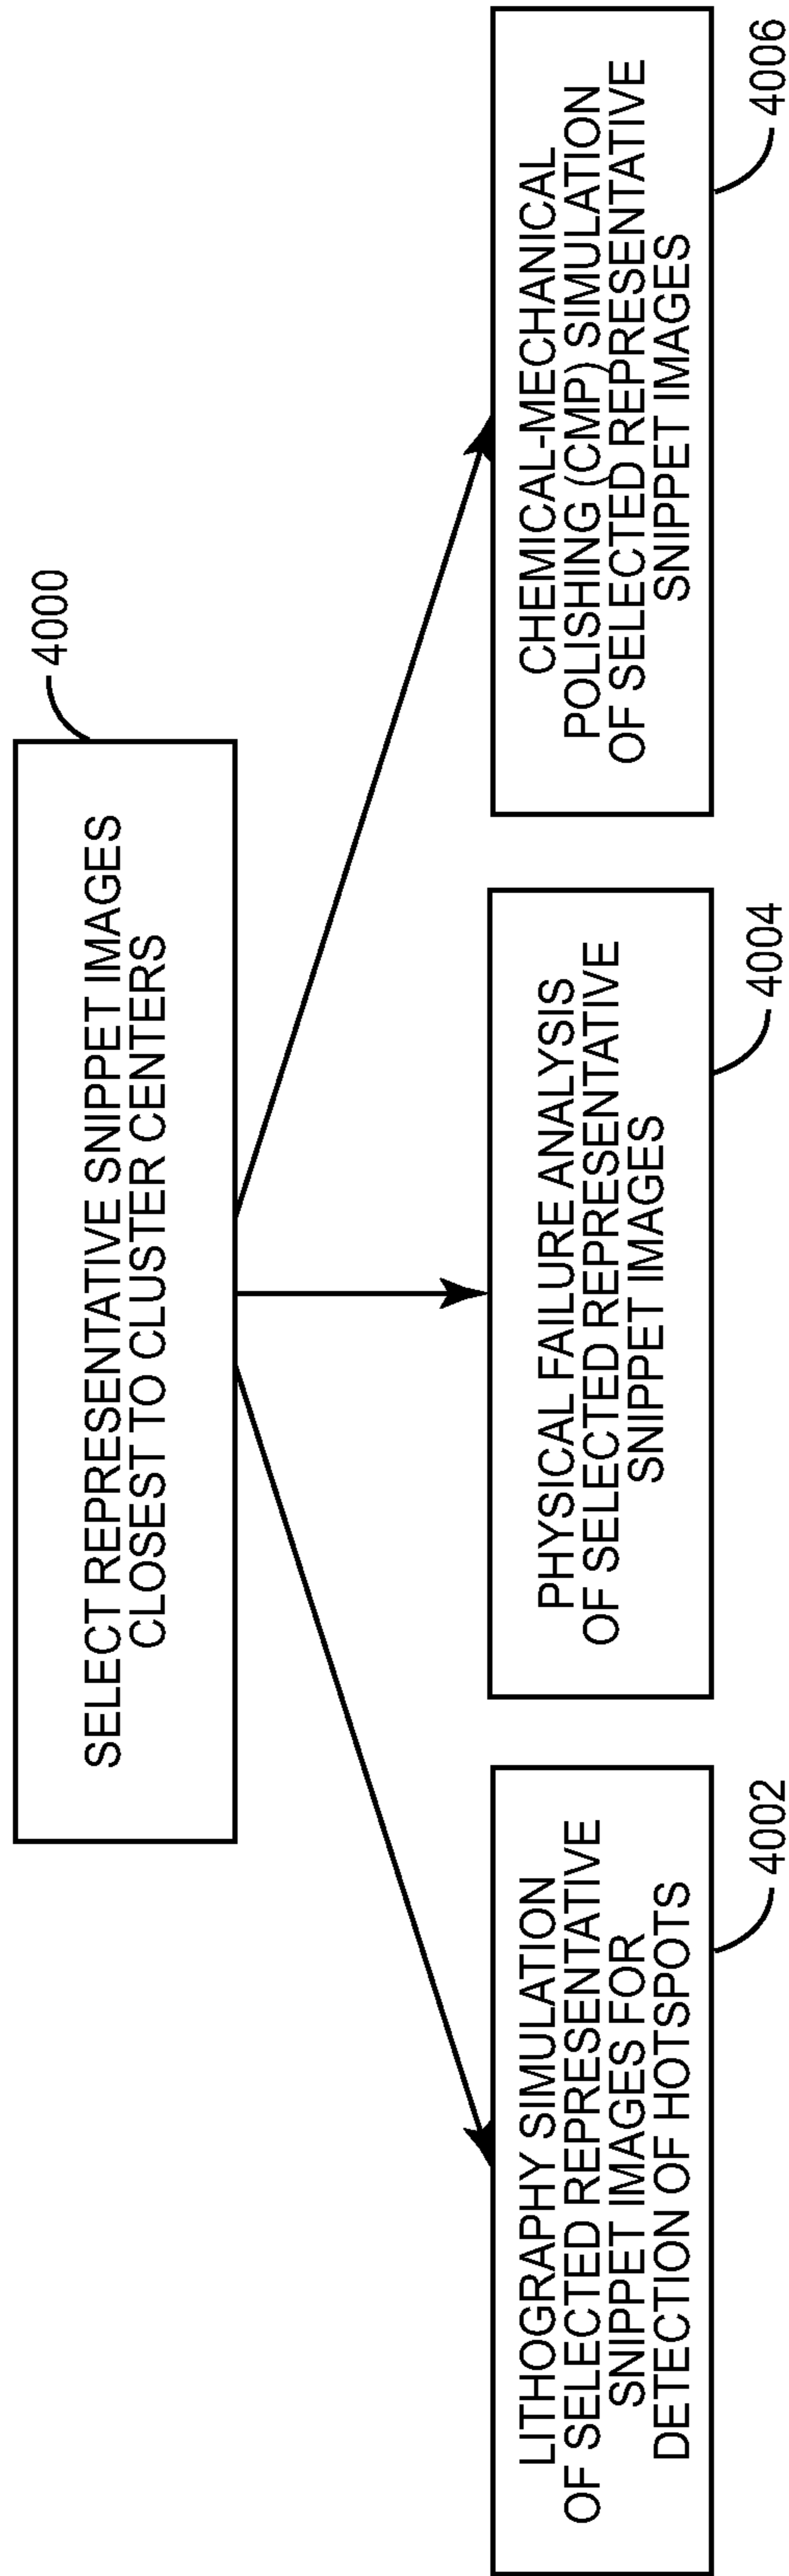 SELECT REPRESENTATIVE SNIPPET IMAGES
CLOSEST TO CLUSTER CENTERS
4000
LITHOGRAPHY SIMULATION
OF SELECTED REPRESENTATIVE
SNIPPET IMAGES FOR
DETECTION OF HOTSPOTS
4002
PHYSICAL FAILURE ANALYSIS
OF SELECTED REPRESENTATIVE
SNIPPET IMAGES
4004
CHEMICAL-MECHANICAL
POLISHING (CMP) SIMULATION
OF SELECTED REPRESENTATIVE
SNIPPET IMAGES
4006